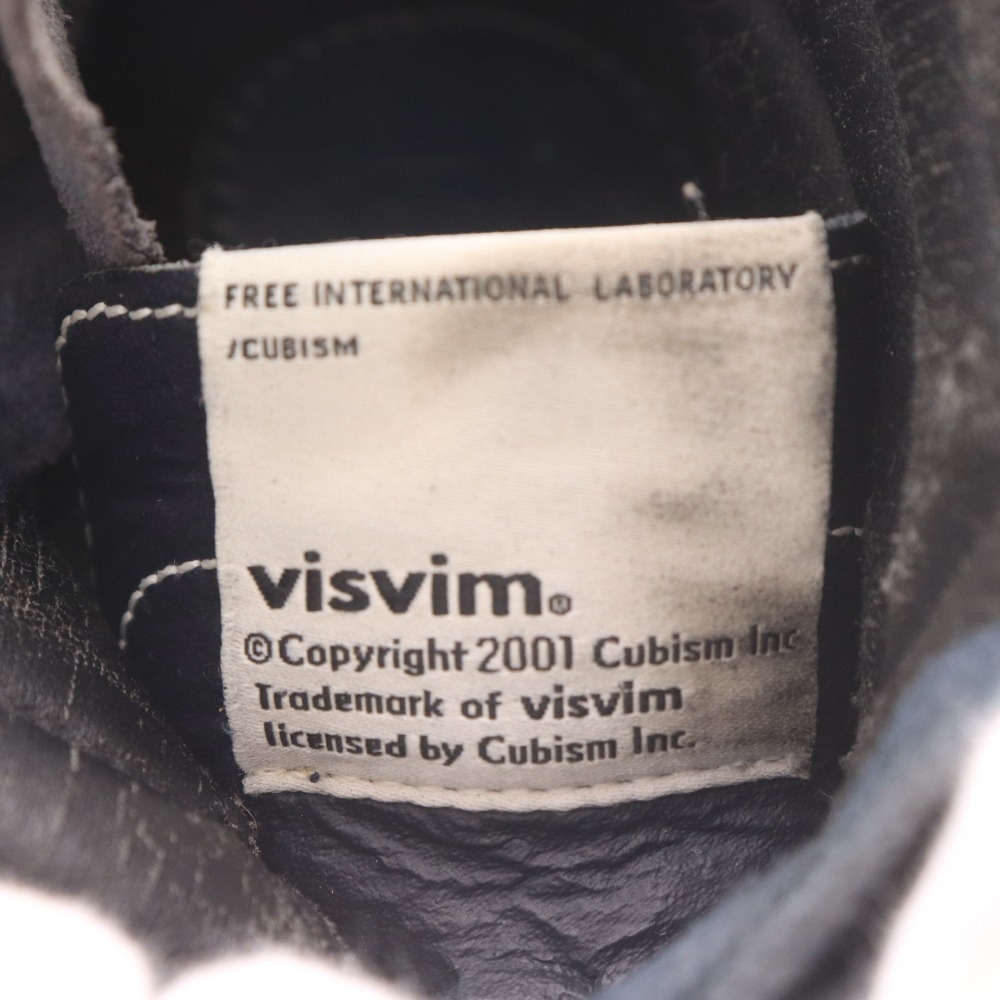 FREE INTERNATIONAL LABORATORY
/CUBISM
visvim®
©Copyright 2001 Cubism Inc
Trademark of visvim
licensed by Cubism Inc.